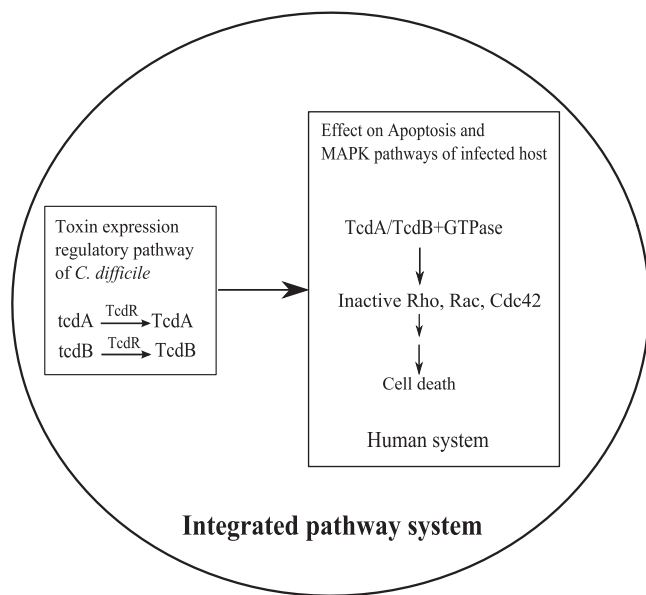 Toxin expression
regulatory pathway
of C. difficile
tcdA TcdR TcdA
tcdB TcdR TcdB
Effect on Apoptosis and
MAPK pathways of infected host
TcdA/TcdB+GTPase
Inactive Rho, Rac, Cdc42
Cell death
Human system
Integrated pathway system